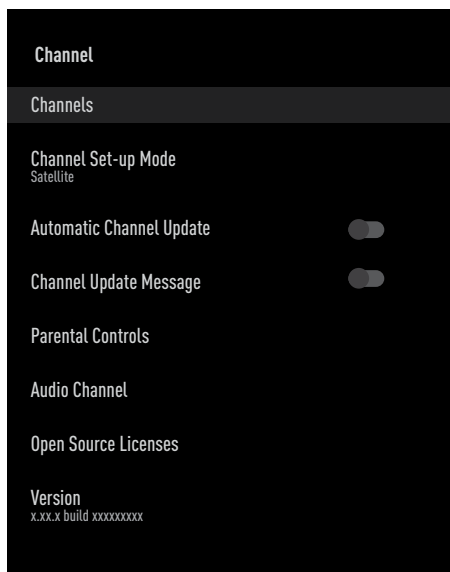 Channel
Channels
Channel Set-up Mode
Satellite
Automatic Channel Update
Channel Update Message
Parental Controls
Audio Channel
Open Source Licenses
Version
x.xx.x build xxxxxxxxx